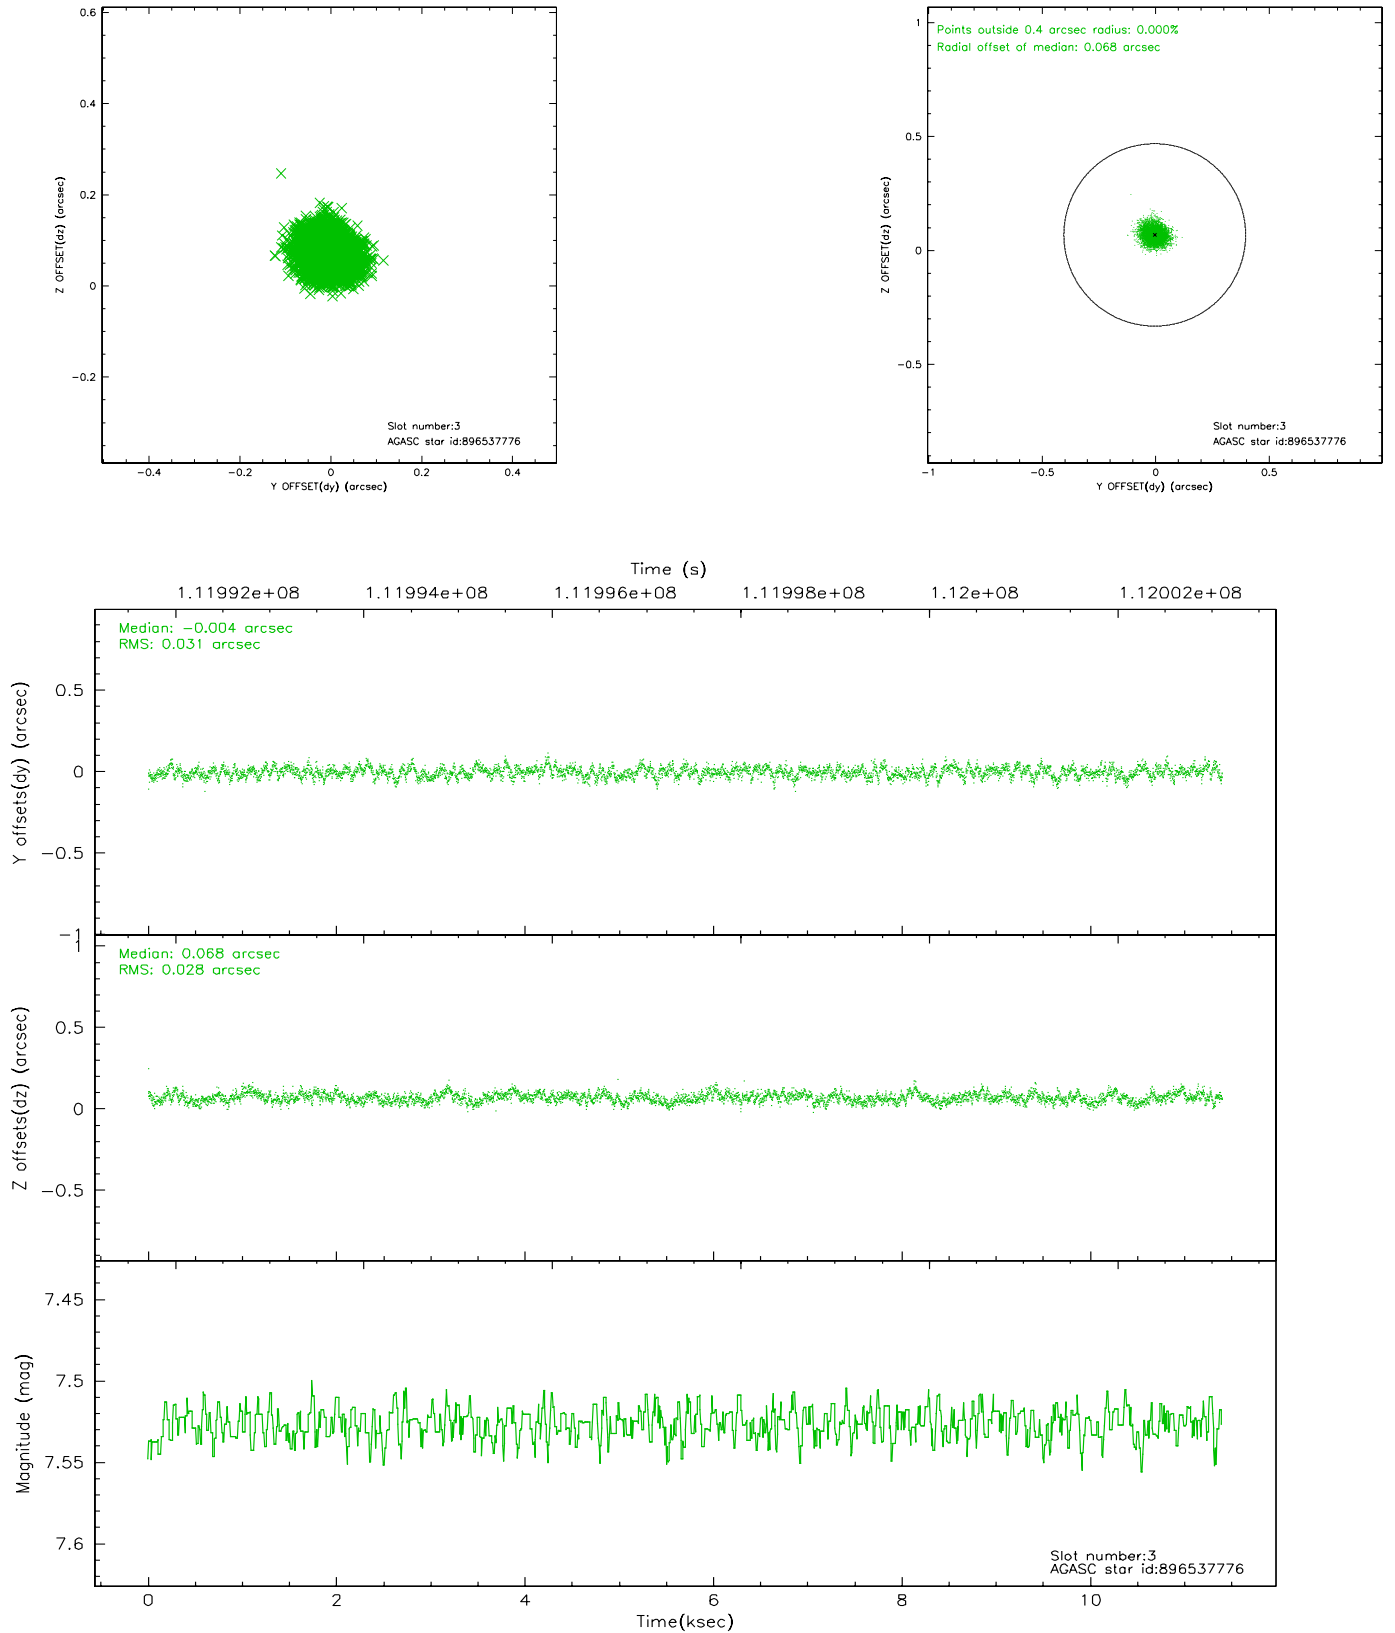 0.6
0.4
0.2
0
−0.2
Z OFFSET(dz) (arcsec)
Slot number:3
AGASC star id:896537776
−0.4
−0.2
0
0.2
0.4
Y OFFSET(dy) (arcsec)
Points outside 0.4 arcsec radius: 0.000%
Radial offset of median: 0.068 arcsec
1
0.5
0
−0.5
Z OFFSET(dz) (arcsec)
Slot number:3
AGASC star id:896537776
−1
−0.5
0
0.5
Y OFFSET(dy) (arcsec)
Time (s)
1.11992e+08
1.11994e+08
1.11996e+08
1.11998e+08
1.12e+08
1.12002e+08
Median: −0.004 arcsec
RMS: 0.031 arcsec
0.5
0
−0.5
−1
Y offsets(dy) (arcsec)
Median: 0.068 arcsec
RMS: 0.028 arcsec
1
0.5
0
−0.5
Z offsets(dz) (arcsec)
7.45
7.5
7.55
7.6
Magnitude (mag)
Slot number:3
AGASC star id:896537776
0
2
4
6
8
10
Time(ksec)